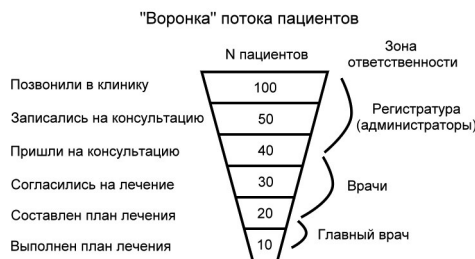 "Воронка" потока пациентов
N пациентов
Зона
ответственности
Позвонили в клинику 100
Записались на консультацию 50
Регистратура
(администраторы)
Пришли на консультацию 40
Согласились на лечение 30
Врачи
Составлен план лечения 20
Главный врач
Выполнен план лечения 10